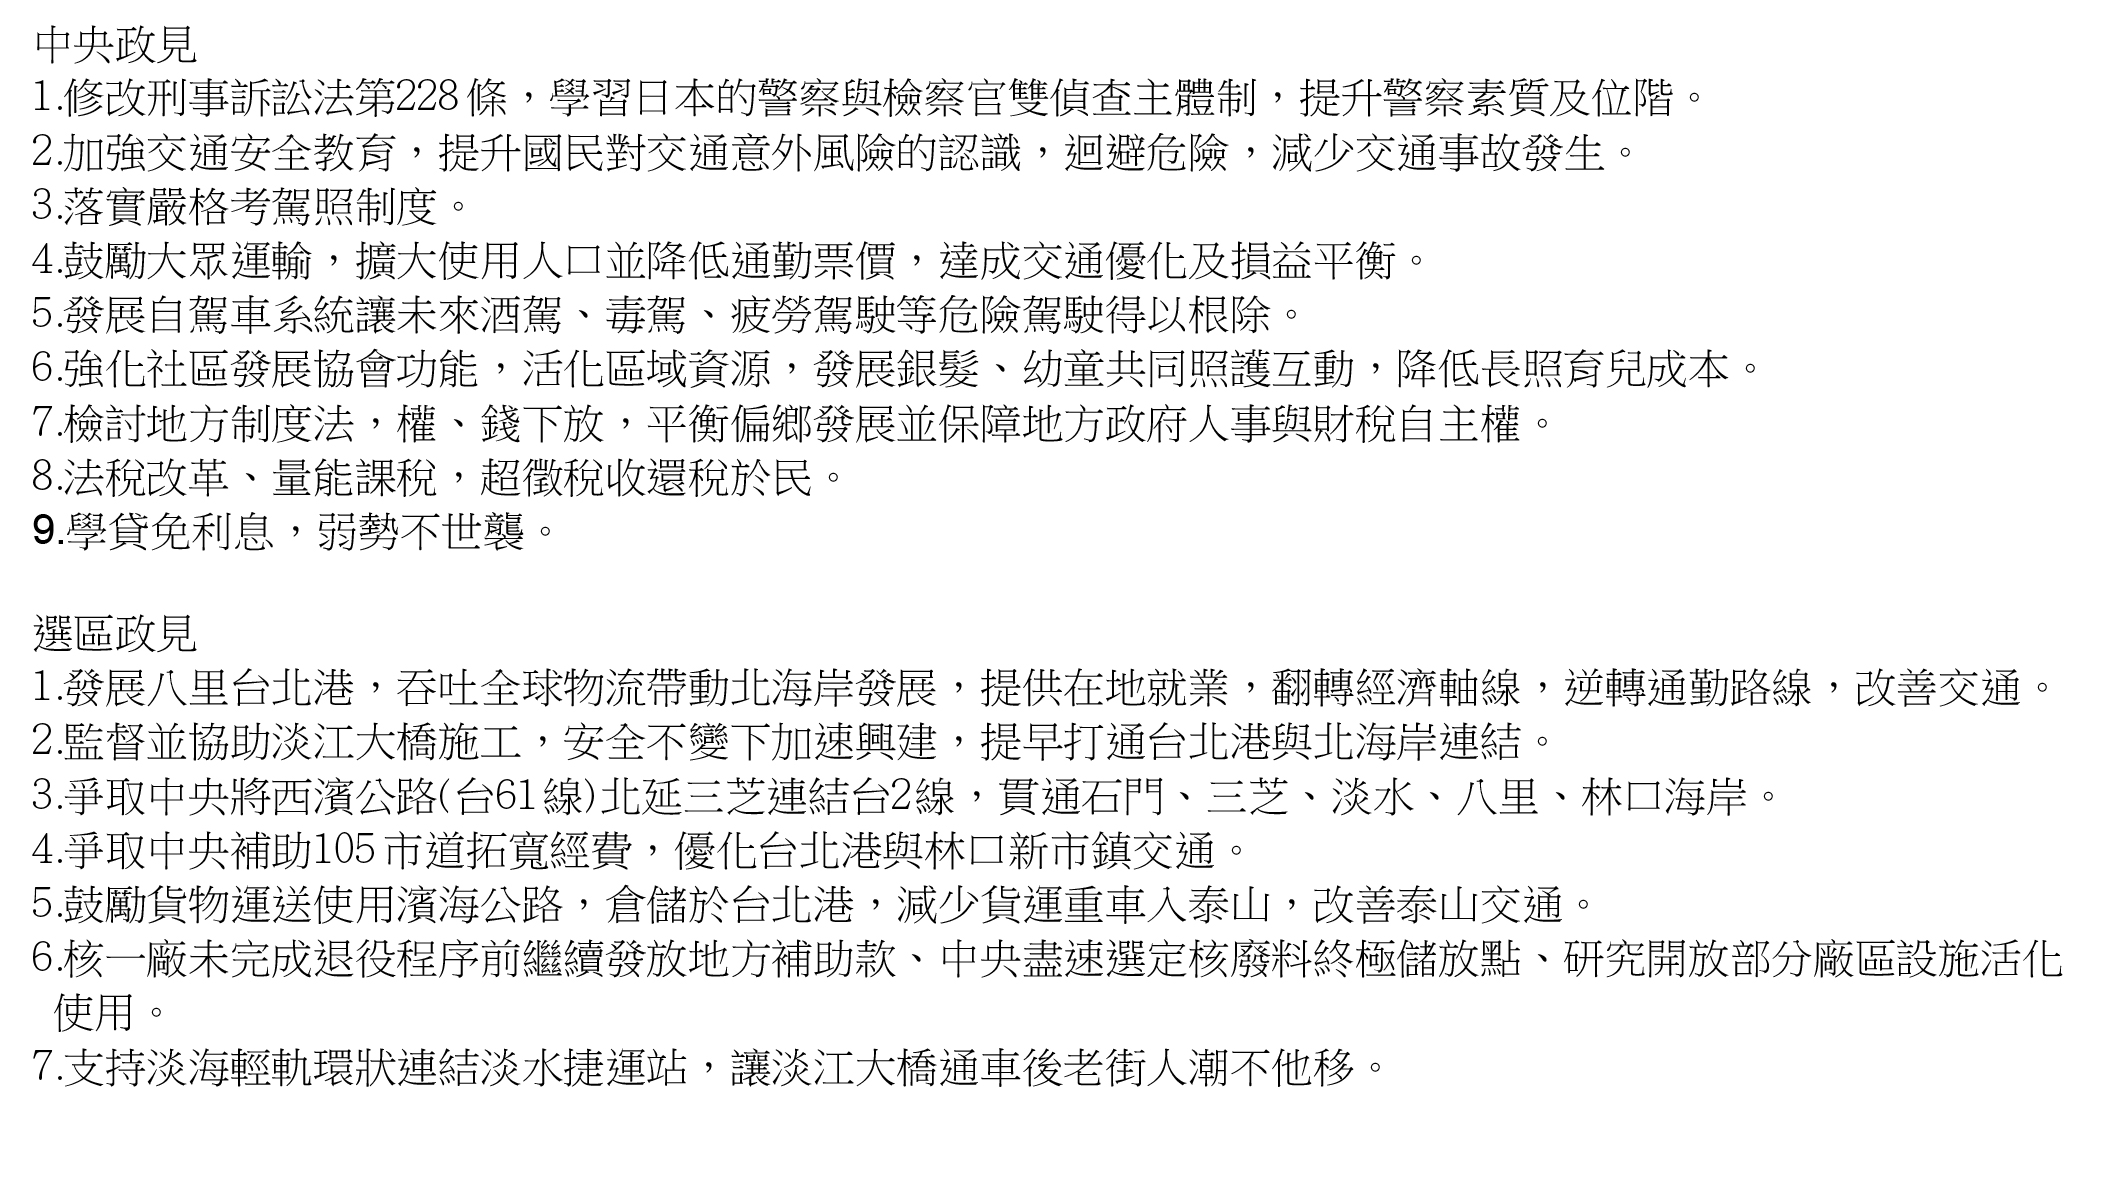 中央政見
1.修改刑事訴訟法第228條，學習日本的警察與檢察官雙偵查主體制，提升警察素質及位階。
2.加強交通安全教育，提升國民對交通意外風險的認識，迴避危險，減少交通事故發生。
3.落實嚴格考駕照制度。
4.鼓勵大眾運輸，擴大使用人口並降低通勤票價，達成交通優化及損益平衡。
5.發展自駕車系統讓未來酒駕、毒駕、疲勞駕駛等危險駕駛得以根除。
6.強化社區發展協會功能，活化區域資源，發展銀髮、幼童共同照護互動，降低長照育兒成本。
7.檢討地方制度法，權、錢下放，平衡偏鄉發展並保障地方政府人事與財稅自主權。
8.法稅改革、量能課稅，超徵稅收還稅於民。
9.學貸免利息，弱勢不世襲。
選區政見
1.發展八里台北港，吞吐全球物流帶動北海岸發展，提供在地就業，翻轉經濟軸線，逆轉通勤路線，改善交通。
2.監督並協助淡江大橋施工，安全不變下加速興建，提早打通台北港與北海岸連結。
3.爭取中央將西濱公路(台61線)北延三芝連結台2線，貫通石門、三芝、淡水、八里、林口海岸。
4.爭取中央補助105市道拓寬經費，優化台北港與林口新市鎮交通。
5.鼓勵貨物運送使用濱海公路，倉儲於台北港，減少貨運重車入泰山，改善泰山交通。
6.核一廠未完成退役程序前繼續發放地方補助款、中央盡速選定核廢料終極儲放點、研究開放部分廠區設施活化
使用。
7.支持淡海輕軌環狀連結淡水捷運站，讓淡江大橋通車後老街人潮不他移。